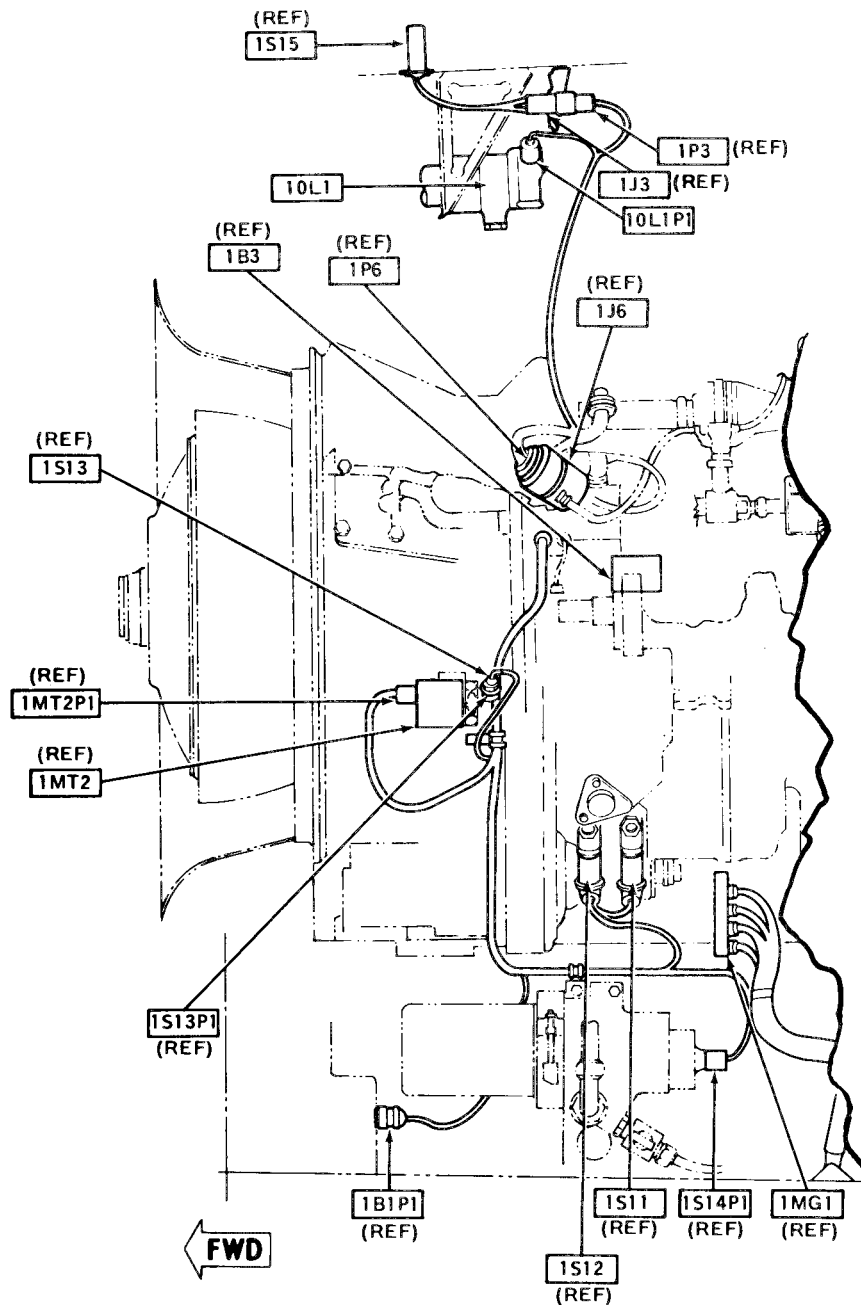 (REF)
1S15
1P3 (REF)
1J3 (REF)
10L1
10L1P1
(REF)
1B3
(REF)
1P6
(REF)
1J6
(REF)
1S13
(REF)
1MT2P1
(REF)
1MT2
1S13P1
(REF)
1B1P1
(REF)
1S11
(REF)
1S14P1
(REF)
1MG1
(REF)
1S12
(REF)
FWD